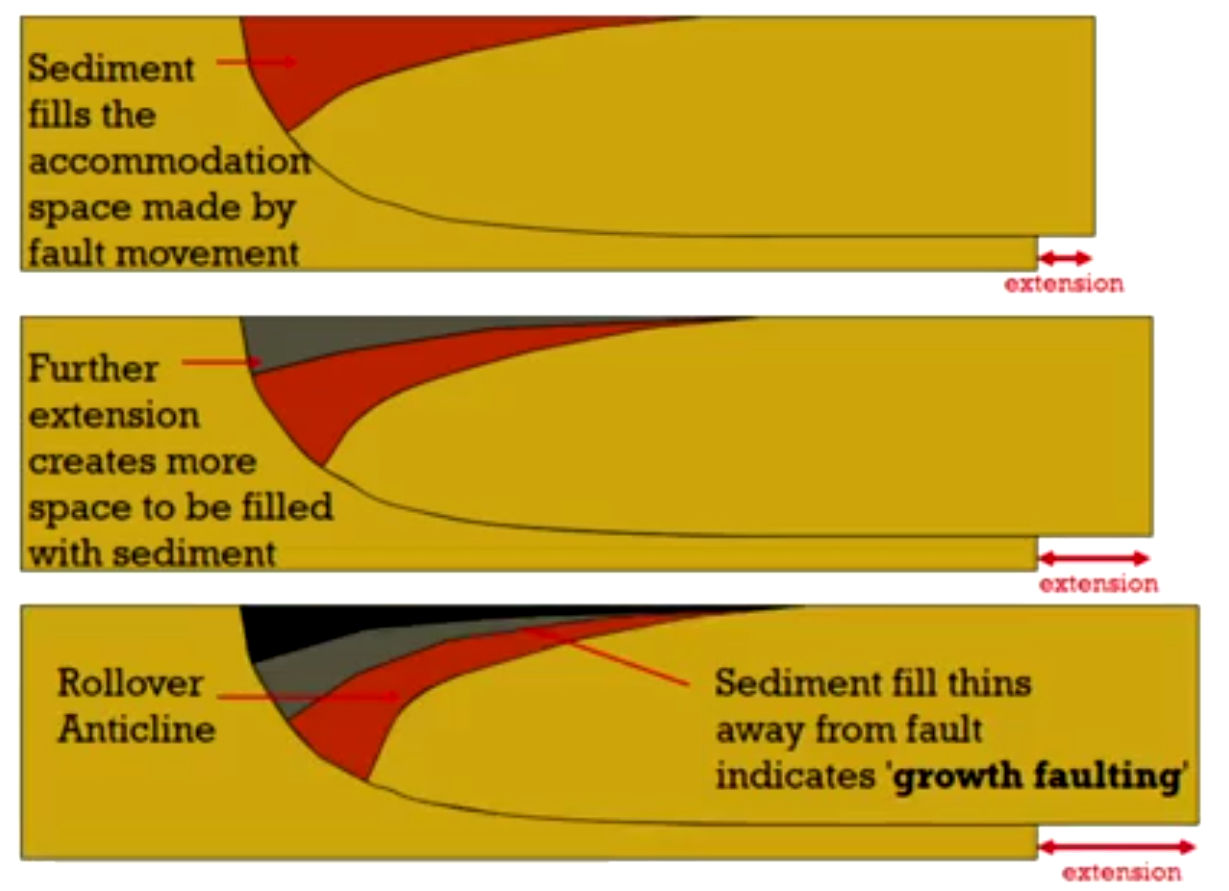 Sediment
fills the
accommodation
space made by
fault movement
extension
Further
extension
creates more
space to be filled
with sediment
extension
Rollover
Anticline
Sediment fill thins
away from fault
indicates 'growth faulting'
extension